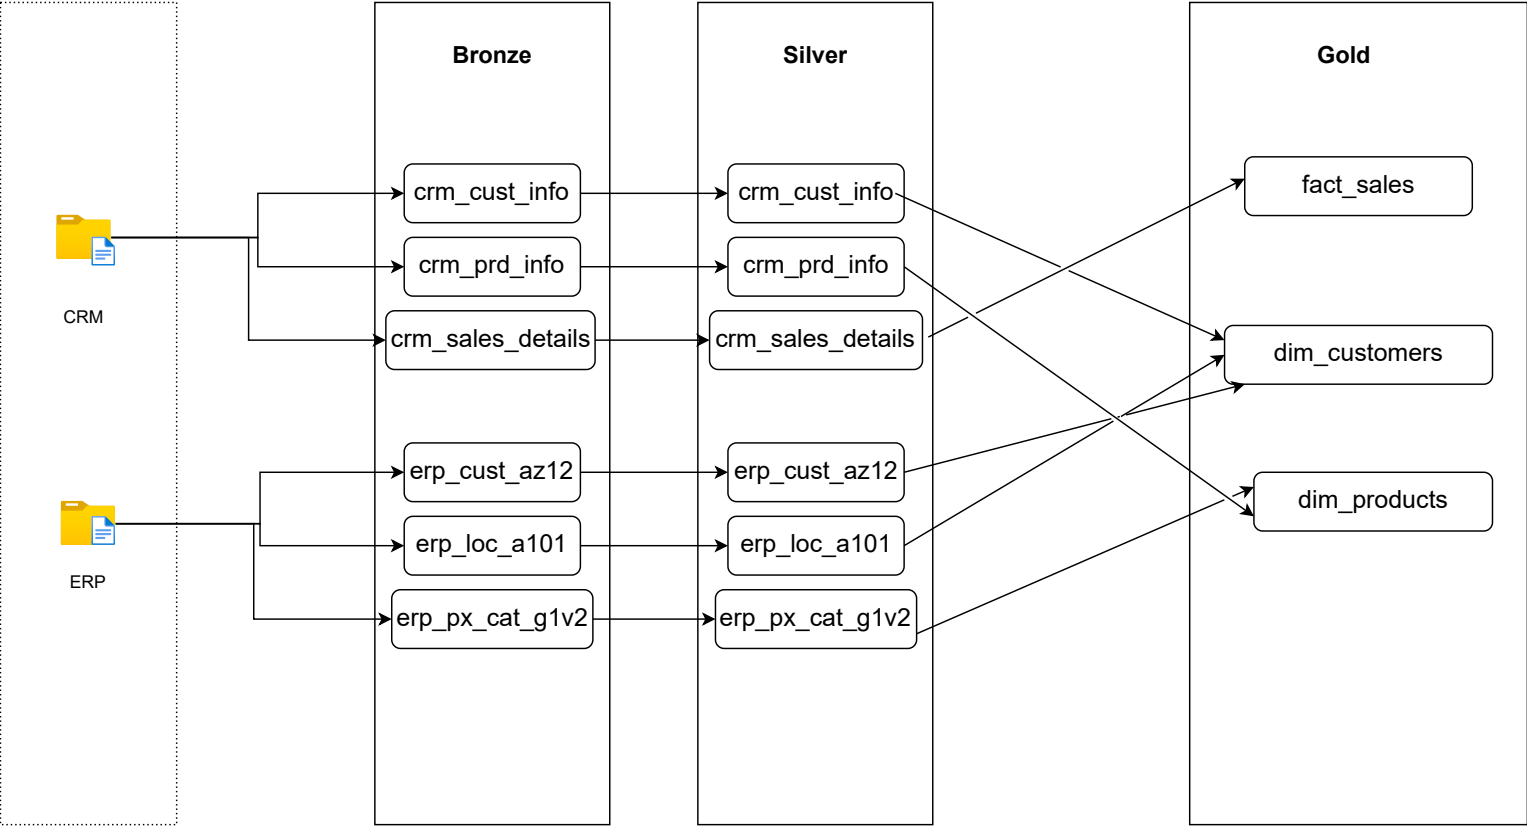 Bronze
Silver
Gold
CRM
ERP
crm_cust_info
crm_prd_info
crm_sales_details
erp_cust_az12
erp_loc_a101
erp_px_cat_g1v2
crm_cust_info
crm_prd_info
crm_sales_details
erp_cust_az12
erp_loc_a101
erp_px_cat_g1v2
fact_sales
dim_customers
dim_products